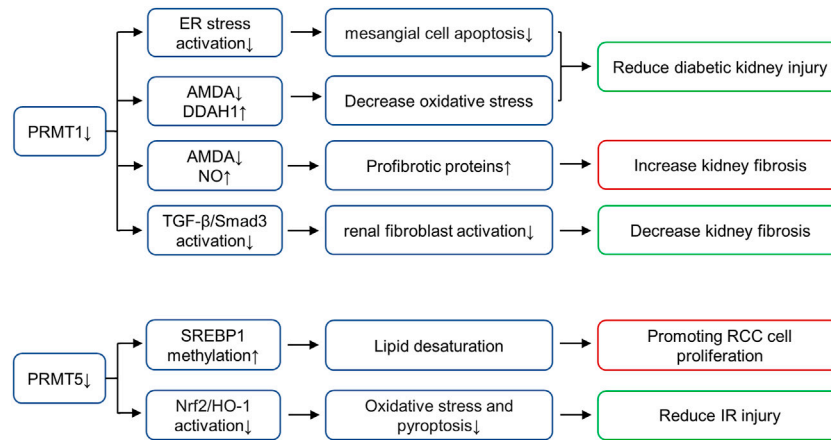 PRMT1↓
ER stress
activation↓
mesangial cell apoptosis↓
AMDA↓
DDAH1↑
Decrease oxidative stress
Reduce diabetic kidney injury
AMDA↓
NO↑
Profibrotic proteins↑
Increase kidney fibrosis
TGF-β/Smad3
activation↓
renal fibroblast activation↓
Decrease kidney fibrosis
PRMT5↓
SREBP1
methylation↑
Lipid desaturation
Promoting RCC cell
proliferation
Nrf2/HO-1
activation↓
Oxidative stress and
pyroptosis↓
Reduce IR injury